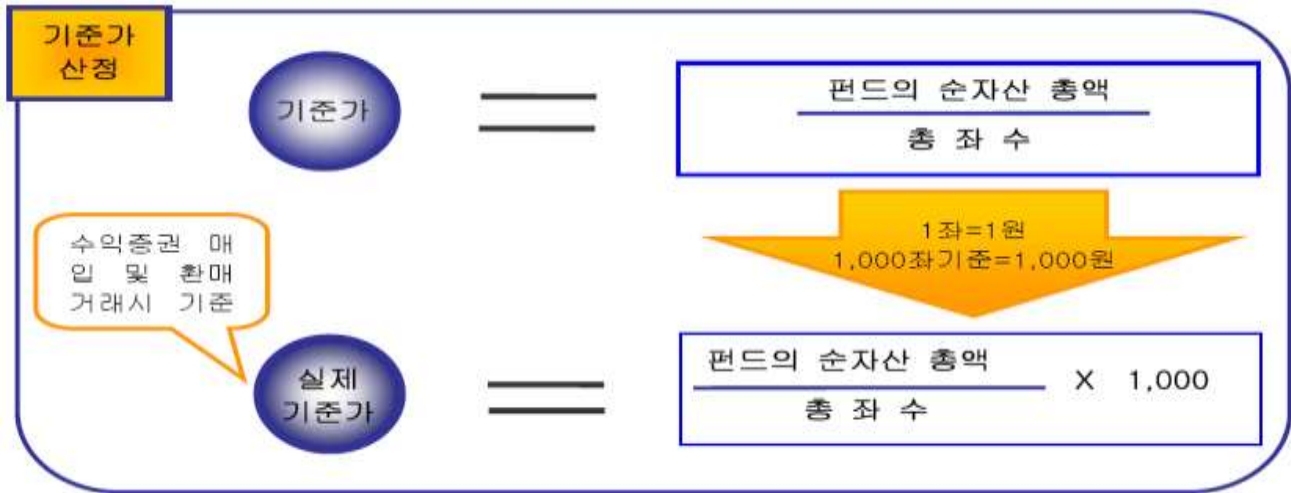 기준가
산정
기준가
펀드의 순자산 총액
총 좌 수
1좌=1원
1,000좌기준=1,000원
수익증권 매
입 및 환매
거래시 기준
실제
기준가
펀드의 순자산 총액
총 좌 수
X 1,000